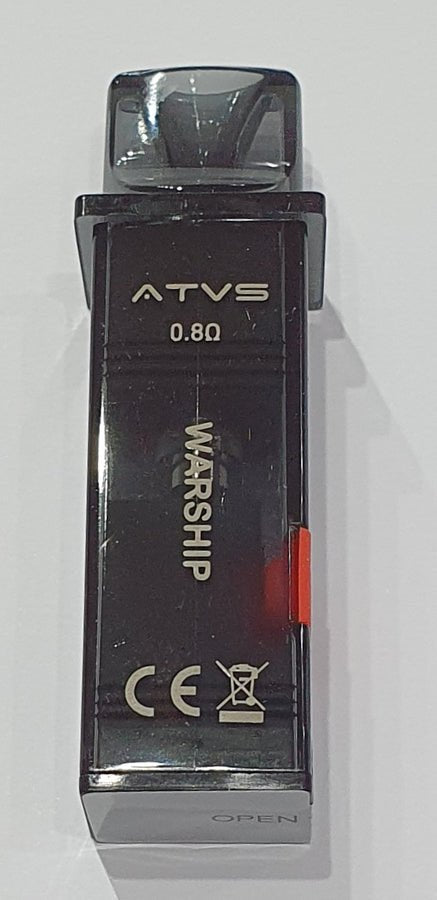 ATVS
0.8Ω
WARSHIP
CE
OPEN